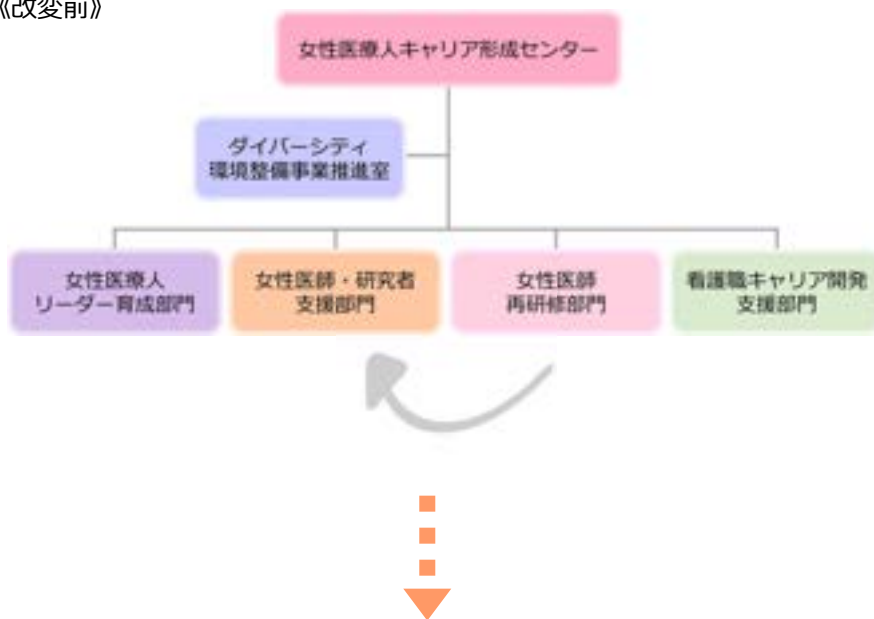 《改変前》
女性医療人キャリア形成センター
ダイバーシティ
環境整備事業推進室
女性医療人
リーダー育成部門
女性医師・研究者
支援部門
女性医師
再研修部門
看護職キャリア開発
支援部門